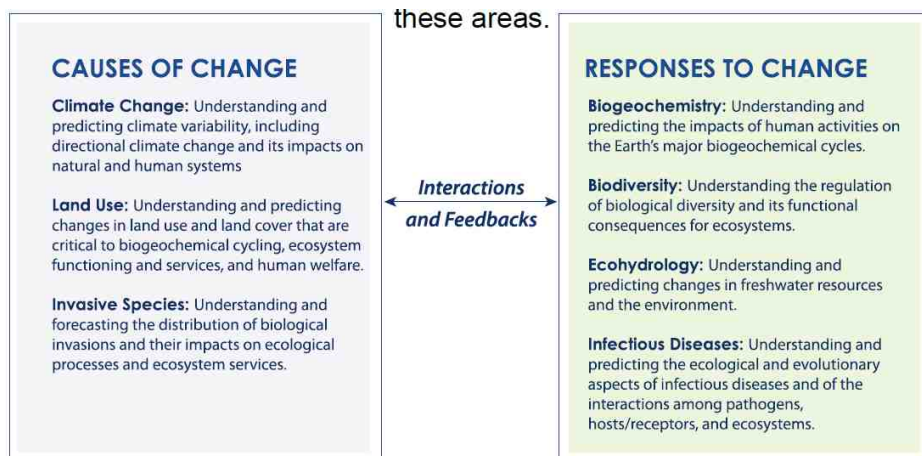 these areas.
CAUSES OF CHANGE
Climate Change: Understanding and
predicting climate variability, including
directional climate change and its impacts on
natural and human systems
Land Use: Understanding and predicting
changes in land use and land cover that are
critical to biogeochemical cycling, ecosystem
functioning and services, and human welfare.
Invasive Species: Understanding and
forecasting the distribution of biological
invasions and their impacts on ecological
processes and ecosystem services.
Interactions
and Feedbacks
RESPONSES TO CHANGE
Biogeochemistry: Understanding and
predicting the impacts of human activities on
the Earth's major biogeochemical cycles.
Biodiversity: Understanding the regulation
of biological diversity and its functional
consequences for ecosystems.
Ecohydrology: Understanding and
predicting changes in freshwater resources
and the environment.
Infectious Diseases: Understanding and
predicting the ecological and evolutionary
aspects of infectious diseases and of the
interactions among pathogens,
hosts/receptors, and ecosystems.